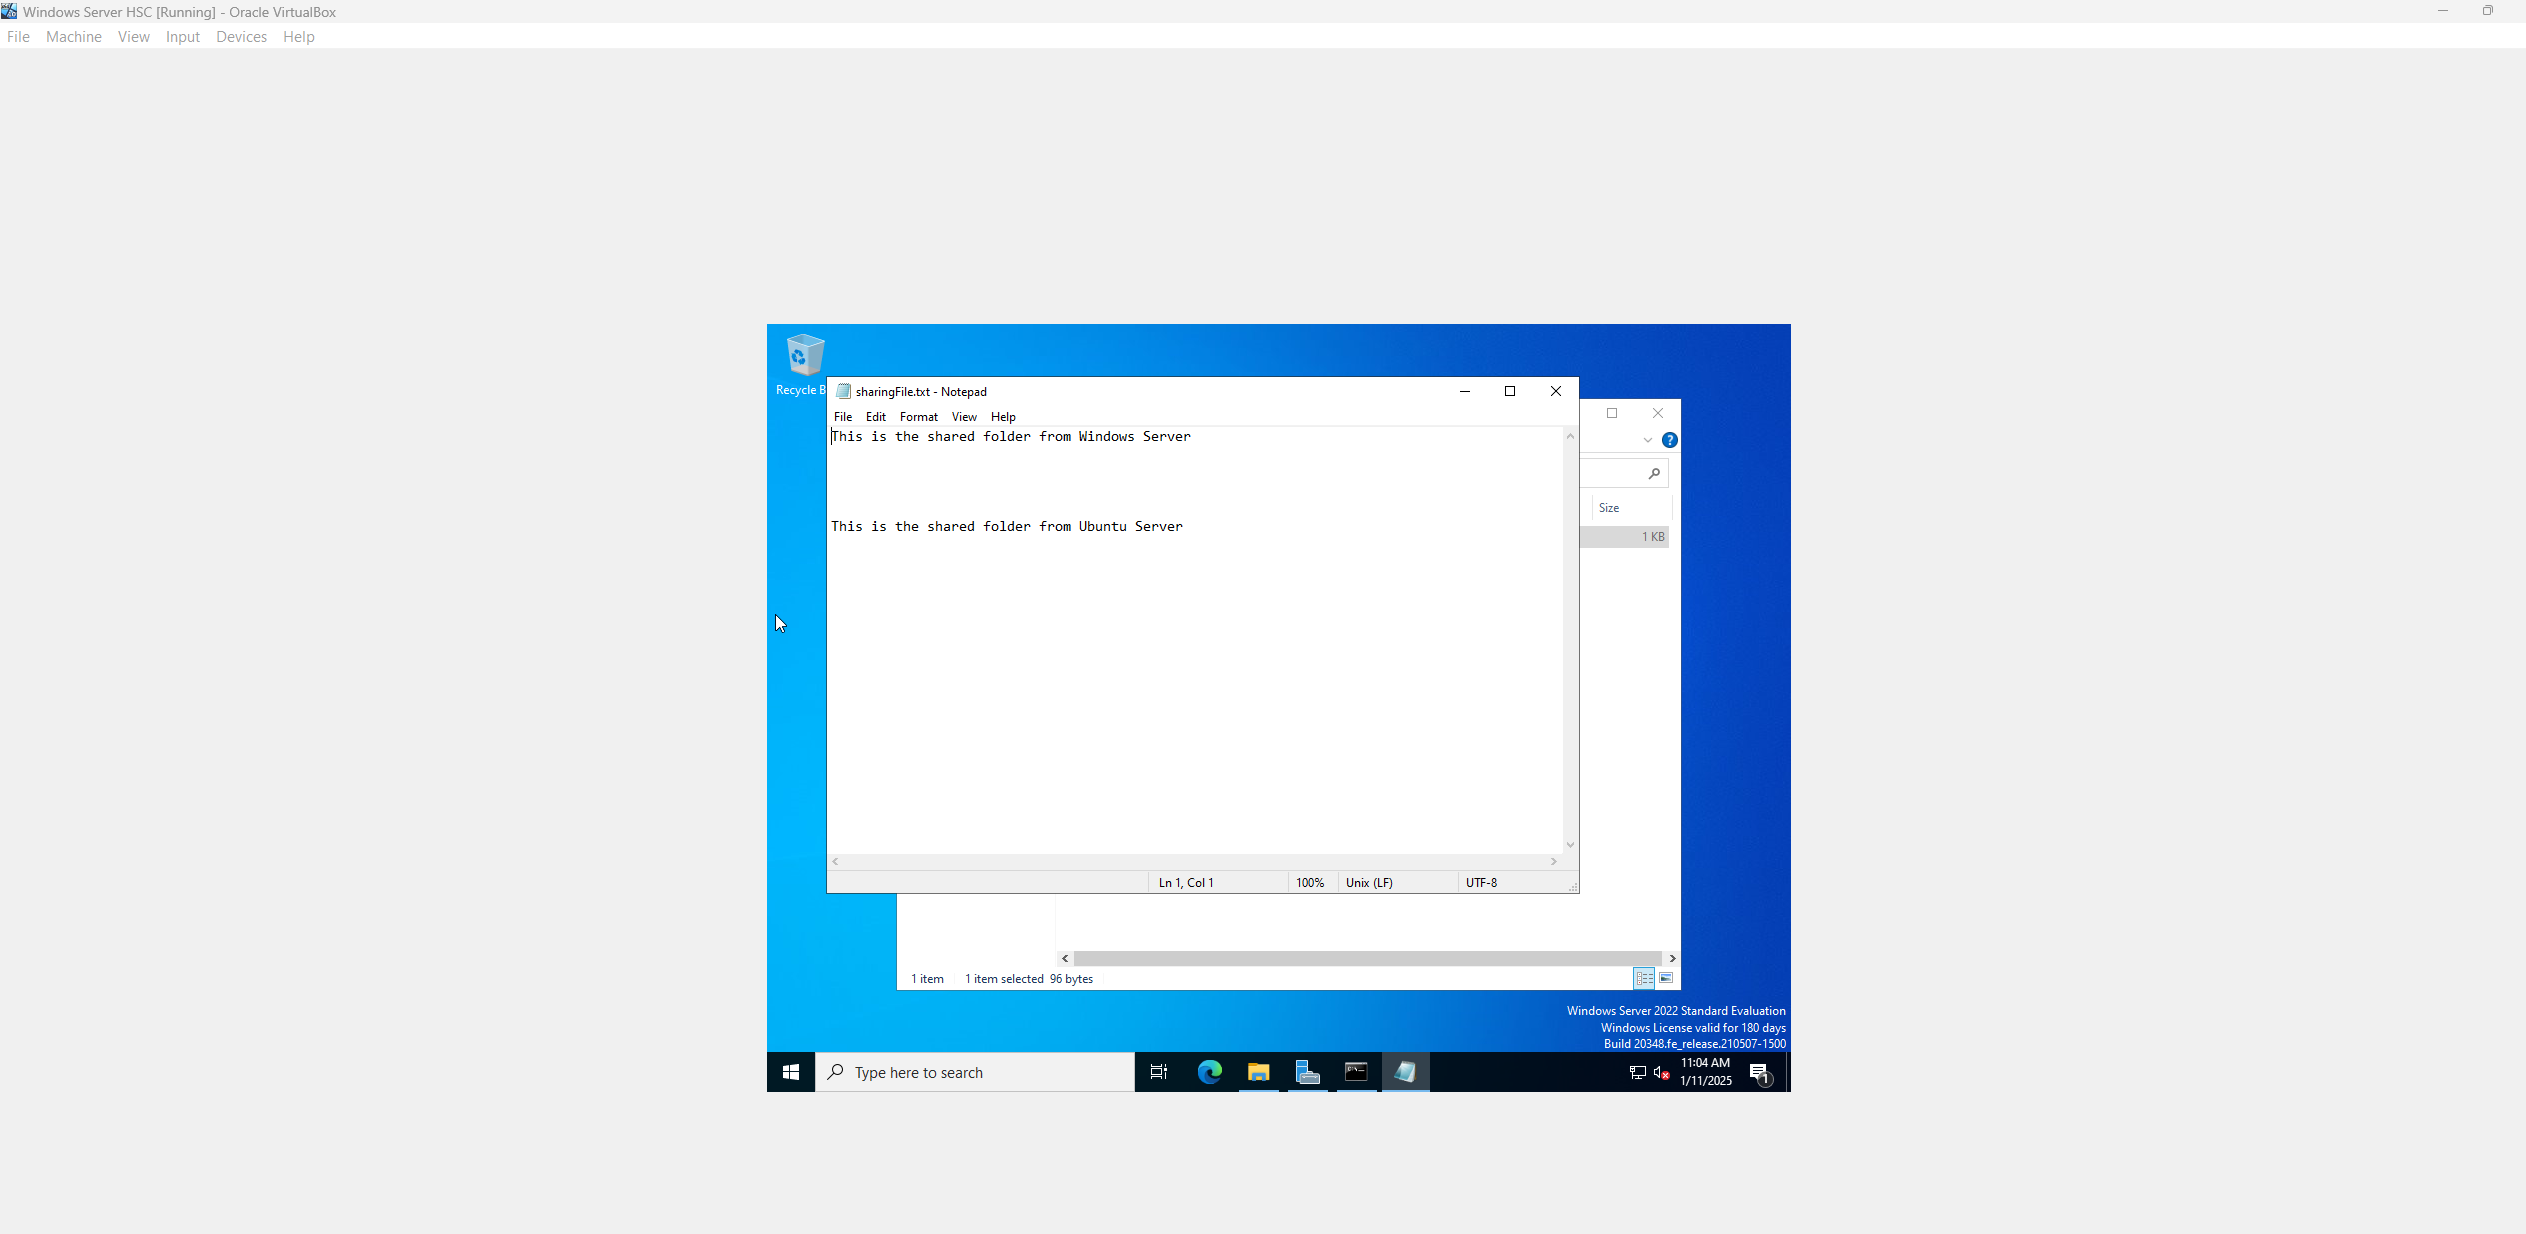 Windows Server HSC [Running] - Oracle VirtualBox
File Machine View Input Devices Help
Recycle B
sharingFile.txt - Notepad
File Edit Format View Help
This is the shared folder from Windows Server
This is the shared folder from Ubuntu Server
Size
1 KB
Ln 1, Col 1 100% Unix (LF) UTF-8
1 item 1 item selected 96 bytes
Windows Server 2022 Standard Evaluation
Windows License valid for 180 days
Build 20348.fe_release.210507-1500
Type here to search
11:04 AM
1/11/2025
1